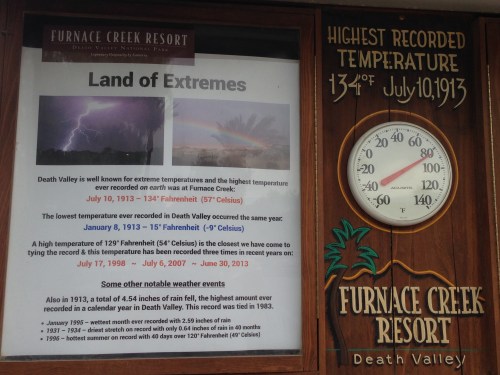 FURNACE CREEK RESORT
DEATH VALLEY NATIONAL PARK
Land of Extremes
Death Valley is well known for extreme temperatures and the highest temperature
ever recorded on earth was at Furnace Creek:
July 10, 1913 – 134° Fahrenheit (57° Celsius)
The lowest temperature ever recorded in Death Valley occurred the same year:
January 8, 1913 – 15° Fahrenheit (-9° Celsius)
A high temperature of 129° Fahrenheit (54° Celsius) is the closest we have come to
tying the record & this temperature has been recorded three times in recent years on:
July 17, 1998 ~ July 6, 2007 ~ June 30, 2013
Some other notable weather events
Also in 1913, a total of 4.54 inches of rain fell, the highest amount ever
recorded in a calendar year in Death Valley. This record was tied in 1983.
• January 1995 – wettest month ever recorded with 2.59 inches of rain
• 1931 – 1934 – driest stretch on record with only 0.64 inches of rain in 40 months
• 1996 – hottest summer on record with 40 days over 120° Fahrenheit (49° Celsius)
HIGHEST RECORDED
TEMPERATURE
134°F July 10, 1913
-60 -40 -20 0 20 40 60 80 100 120 140
°F
FURNACE CREEK
RESORT
Death Valley